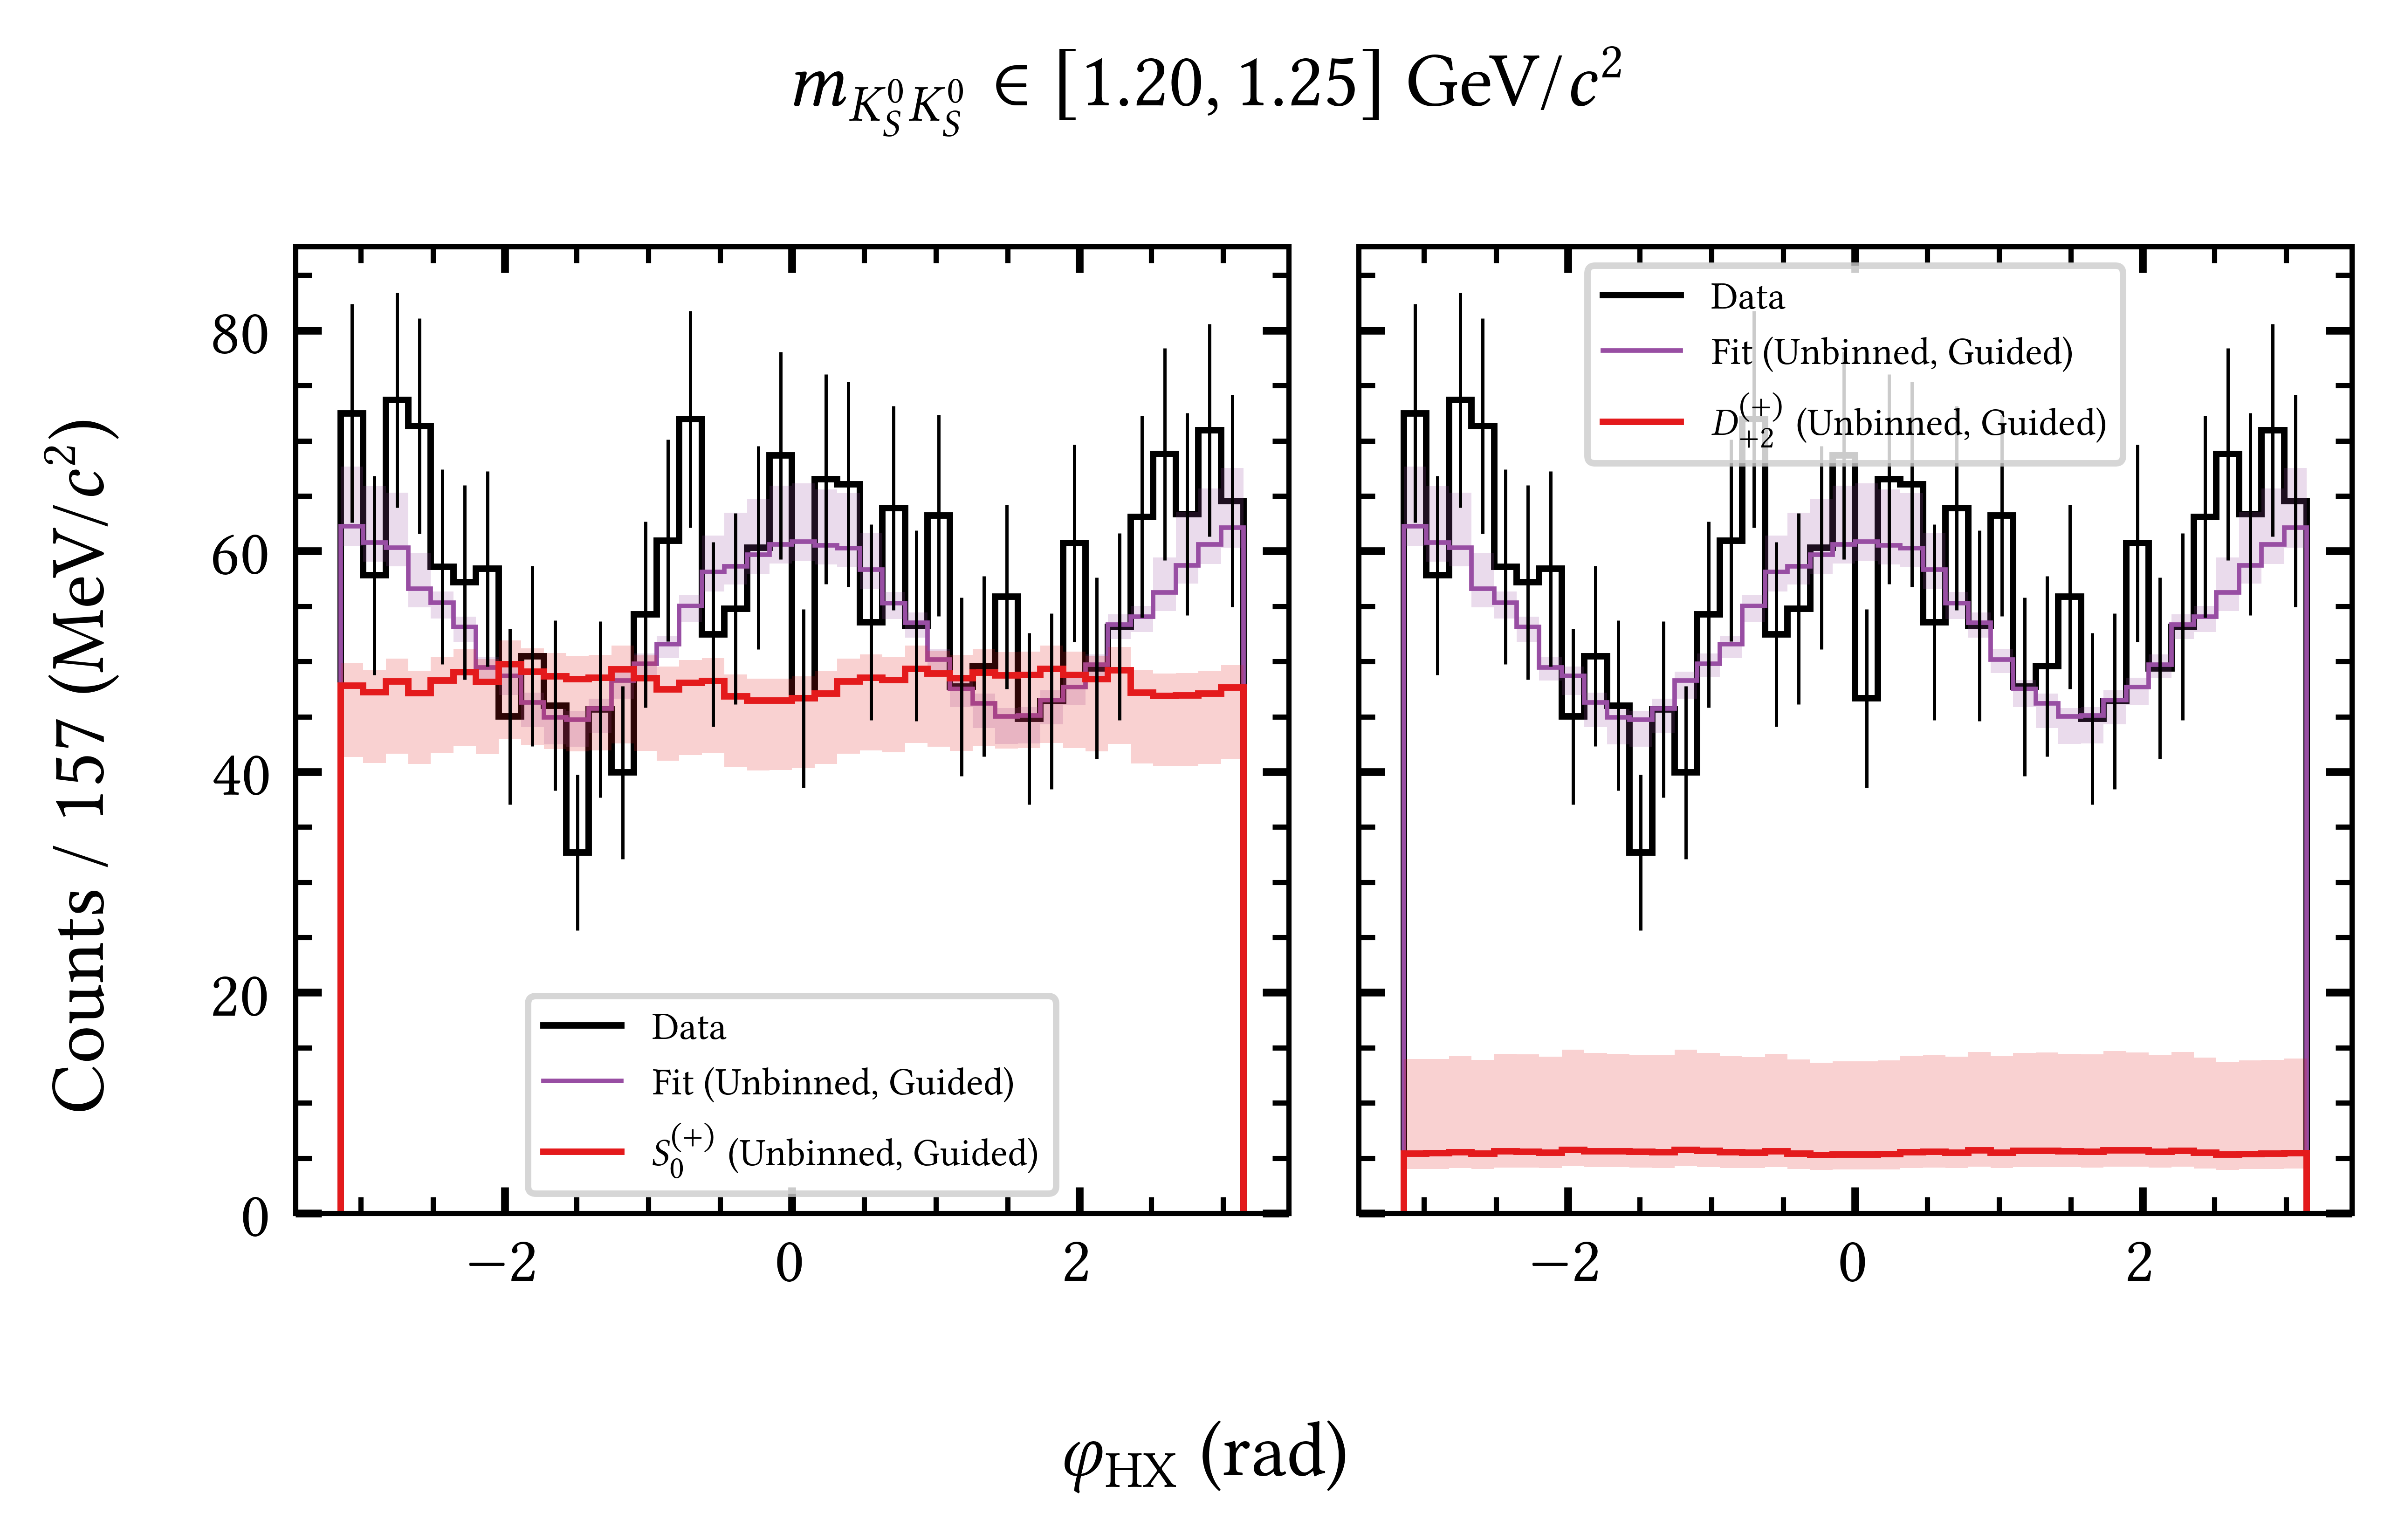 m_{K_S^0 K_S^0} ∈ [1.20, 1.25] GeV/c²
Counts / 157 (MeV/c²)
80
60
40
20
0
−2
0
2
Data
Fit (Unbinned, Guided)
S_0^{(+)} (Unbinned, Guided)
Data
Fit (Unbinned, Guided)
D_{+2}^{(+)} (Unbinned, Guided)
−2
0
2
φ_HX (rad)